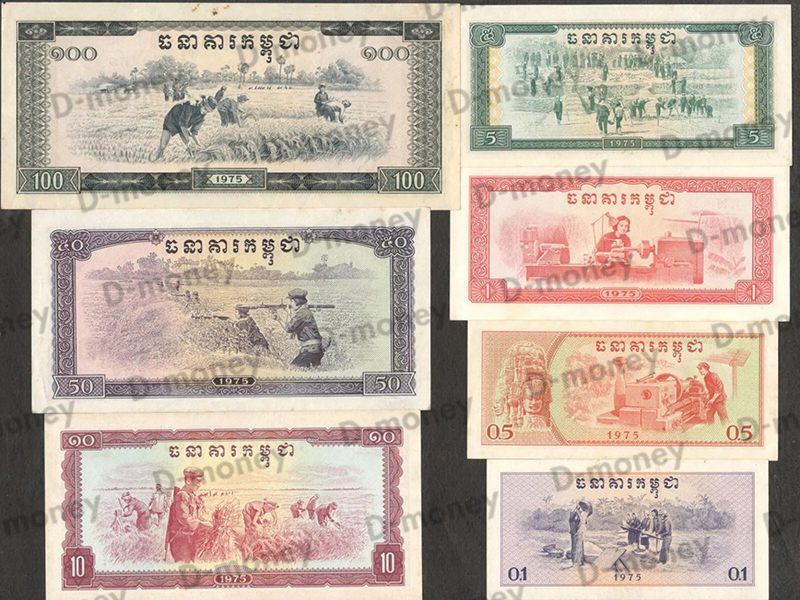 ធនាគារកម្ពុជា
១០០ ១០០
100 1975 100
ធនាគារកម្ពុជា
៥០ ៥០
50 1975 50
ធនាគារកម្ពុជា
១០ ១០
10 1975 10
ធនាគារកម្ពុជា
៥ ៥
5 1975 5
ធនាគារកម្ពុជា
1 1975 1
ធនាគារកម្ពុជា
0.5 1975 0.5
ធនាគារកម្ពុជា
0.1 1975 0.1
D-money